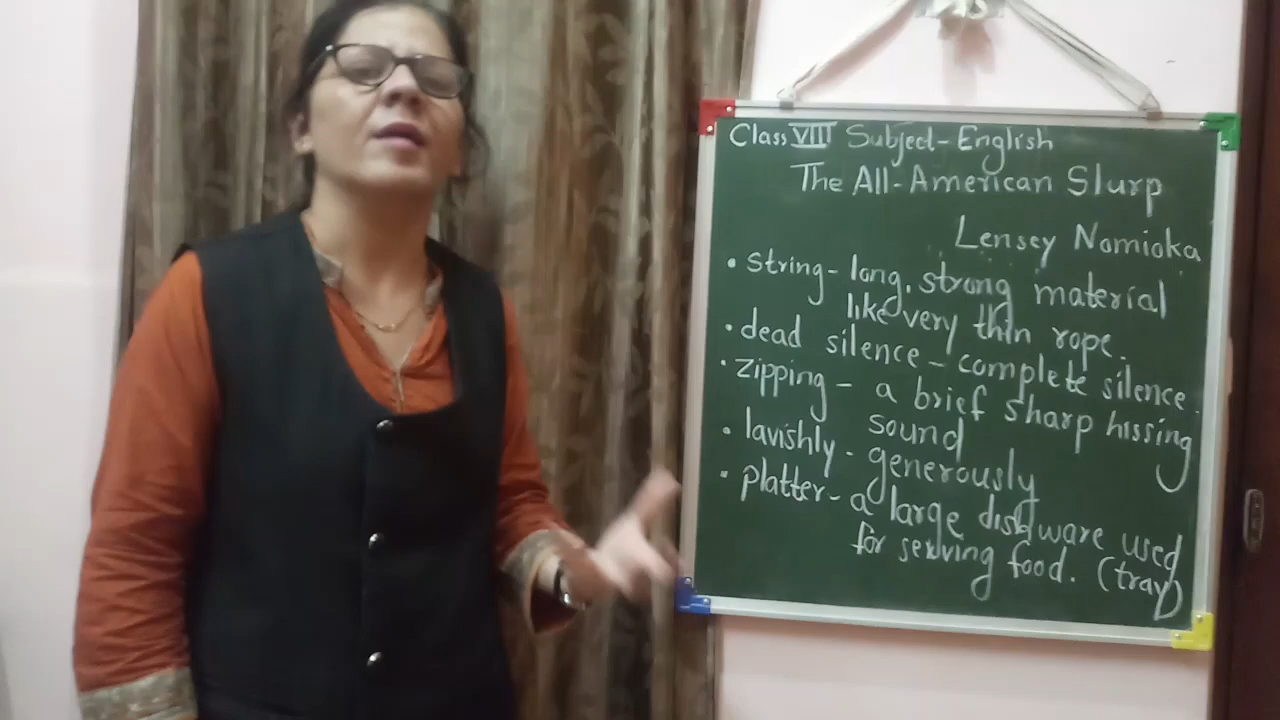 Class VIII Subject-English
The All-American Slurp
Lensey Namioka
• string - long, strong material
like very thin rope.
• dead silence - complete silence.
• zipping - a brief sharp hissing
sound
• lavishly - generously
• platter - a large dishware used
for serving food. (tray)